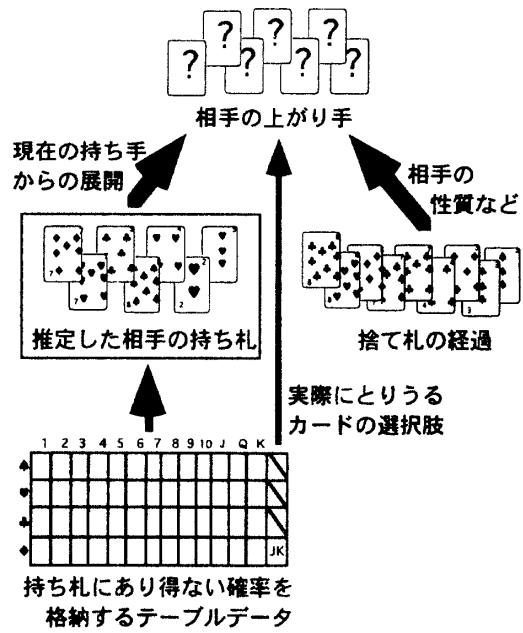 ? ? ?
? ? ? ?
相手の上がり手
現在の持ち手
からの展開
相手の
性質など
推定した相手の持ち札
捨て札の経過
実際にとりうる
カードの選択肢
1 2 3 4 5 6 7 8 9 10 J Q K
♠
♥
♣
♦ JK
持ち札にあり得ない確率を
格納するテーブルデータ